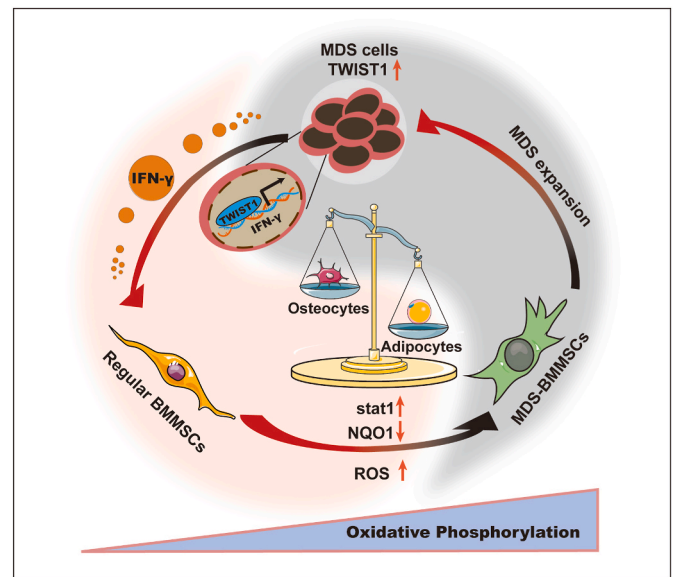 MDS cells
TWIST1
IFN-γ
TWIST1
IFN-γ
MDS expansion
Osteocytes
Adipocytes
Regular BMMSCs
MDS-BMMSCs
stat1
NQO1
ROS
Oxidative Phosphorylation